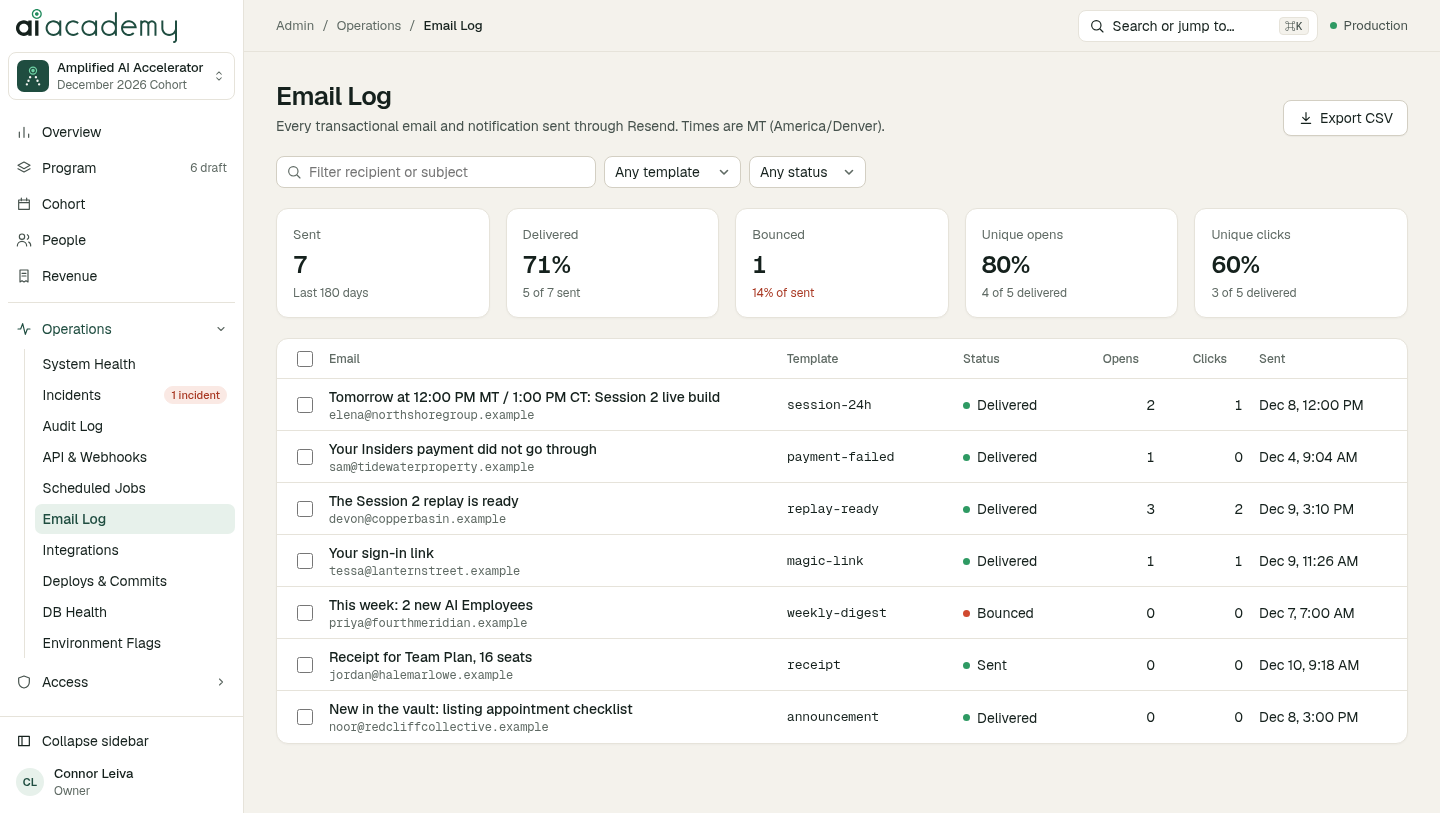 ai academy
Amplified AI Accelerator
December 2026 Cohort
Overview
Program 6 draft
Cohort
People
Revenue
Operations
System Health
Incidents 1 incident
Audit Log
API & Webhooks
Scheduled Jobs
Email Log
Integrations
Deploys & Commits
DB Health
Environment Flags
Access
Collapse sidebar
CL
Connor Leiva
Owner
Admin / Operations / Email Log
Search or jump to… ⌘K
Production
Email Log
Every transactional email and notification sent through Resend. Times are MT (America/Denver).
Export CSV
Filter recipient or subject
Any template
Any status
Sent
7
Last 180 days
Delivered
71%
5 of 7 sent
Bounced
1
14% of sent
Unique opens
80%
4 of 5 delivered
Unique clicks
60%
3 of 5 delivered
Email Template Status Opens Clicks Sent
Tomorrow at 12:00 PM MT / 1:00 PM CT: Session 2 live build
elena@northshoregroup.example
session-24h Delivered 2 1 Dec 8, 12:00 PM
Your Insiders payment did not go through
sam@tidewaterproperty.example
payment-failed Delivered 1 0 Dec 4, 9:04 AM
The Session 2 replay is ready
devon@copperbasin.example
replay-ready Delivered 3 2 Dec 9, 3:10 PM
Your sign-in link
tessa@lanternstreet.example
magic-link Delivered 1 1 Dec 9, 11:26 AM
This week: 2 new AI Employees
priya@fourthmeridian.example
weekly-digest Bounced 0 0 Dec 7, 7:00 AM
Receipt for Team Plan, 16 seats
jordan@halemarlowe.example
receipt Sent 0 0 Dec 10, 9:18 AM
New in the vault: listing appointment checklist
noor@redcliffcollective.example
announcement Delivered 0 0 Dec 8, 3:00 PM